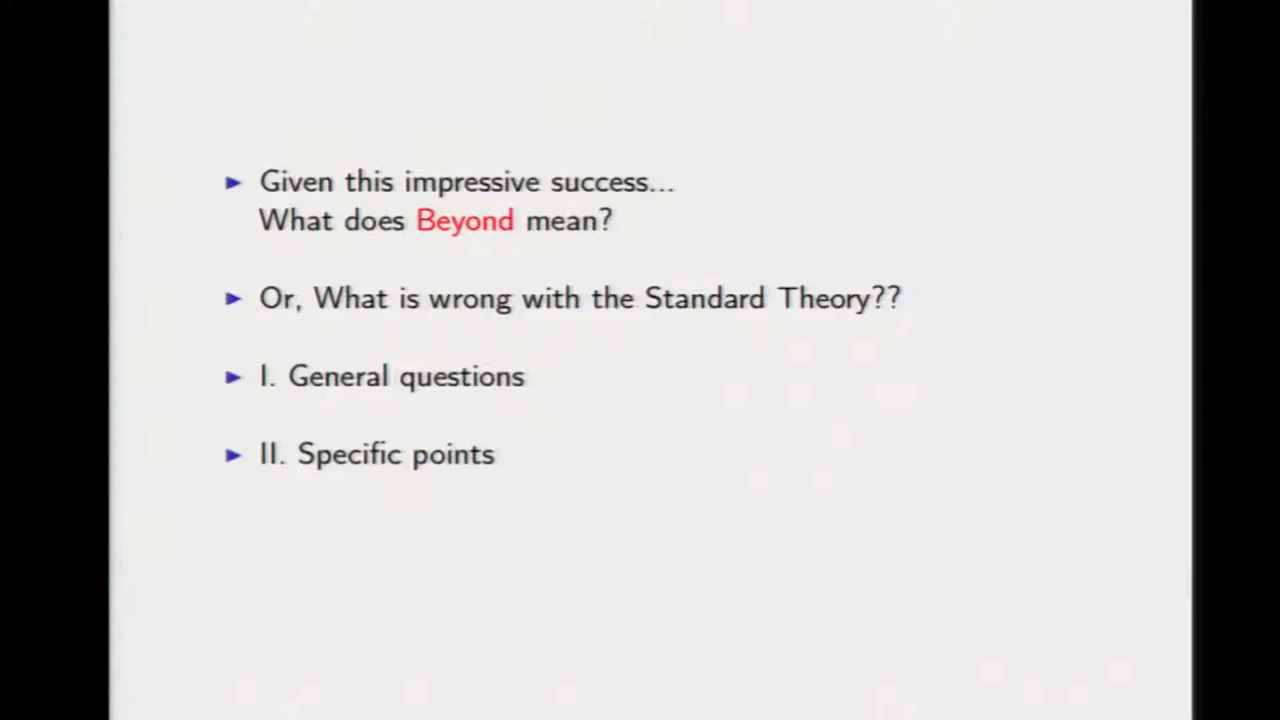 ► Given this impressive success...
What does Beyond mean?
► Or, What is wrong with the Standard Theory??
► I. General questions
► II. Specific points